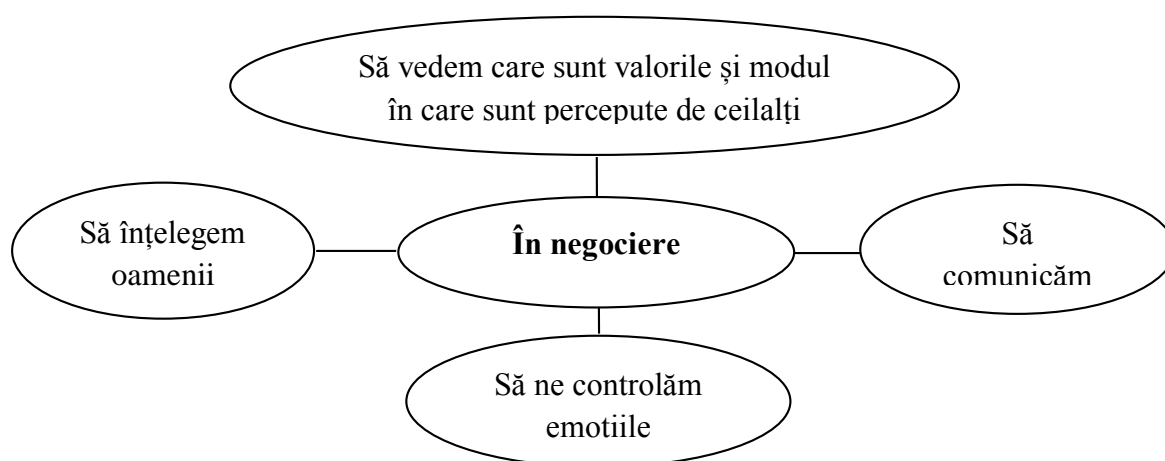 Să vedem care sunt valorile și modul
în care sunt percepute de ceilalți
Să înțelegem
oamenii
În negociere
Să
comunicăm
Să ne controlăm
emotiile